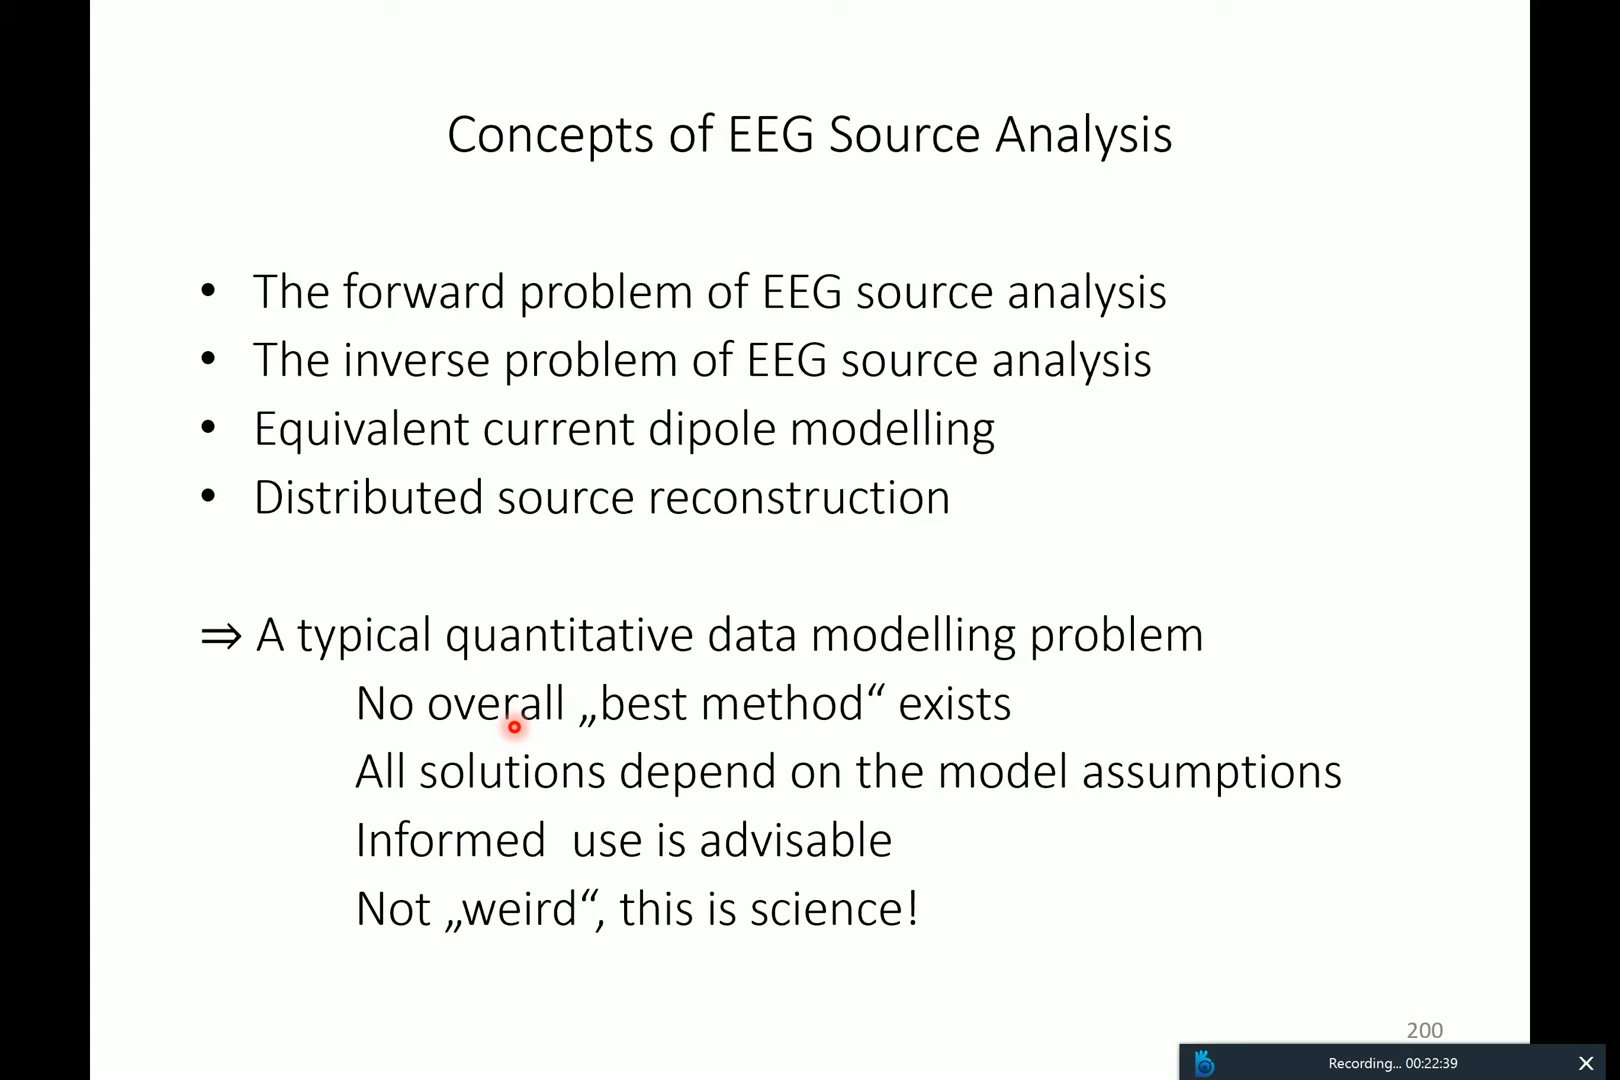 Concepts of EEG Source Analysis
• The forward problem of EEG source analysis
• The inverse problem of EEG source analysis
• Equivalent current dipole modelling
• Distributed source reconstruction
⇒ A typical quantitative data modelling problem
No overall „best method“ exists
All solutions depend on the model assumptions
Informed  use is advisable
Not „weird“, this is science!
200
Recording... 00:22:39